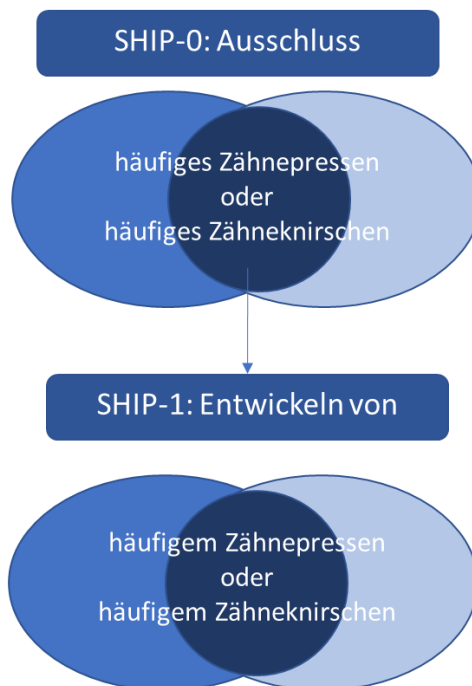 SHIP-0: Ausschluss
häufiges Zähnepressen
oder
häufiges Zähneknirschen
SHIP-1: Entwickeln von
häufigem Zähnepressen
oder
häufigem Zähneknirschen